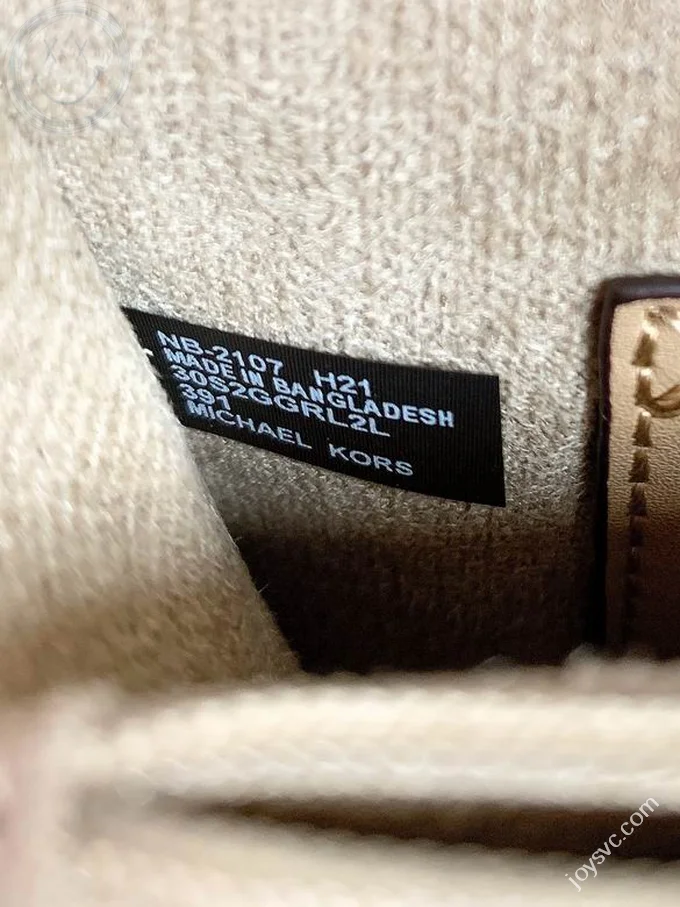 NB-2107 H21
MADE IN BANGLADESH
30S2GGRL2L
391
MICHAEL KORS
joysvc.com